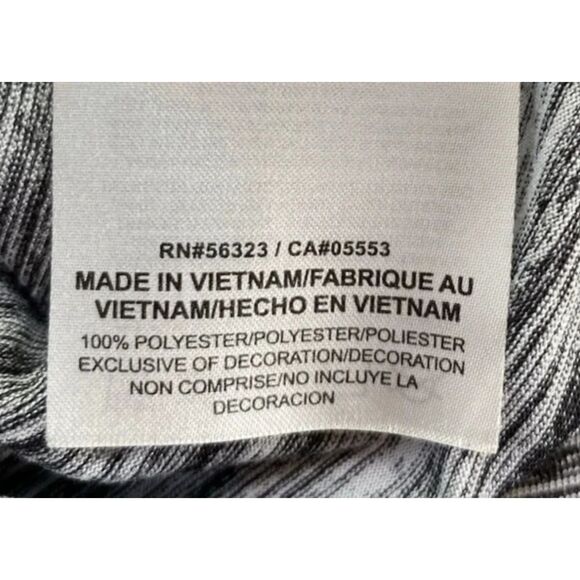 RN#56323 / CA#05553
MADE IN VIETNAM/FABRIQUE AU
VIETNAM/HECHO EN VIETNAM
100% POLYESTER/POLYESTER/POLIESTER
EXCLUSIVE OF DECORATION/DECORATION
NON COMPRISE/NO INCLUYE LA
DECORACION